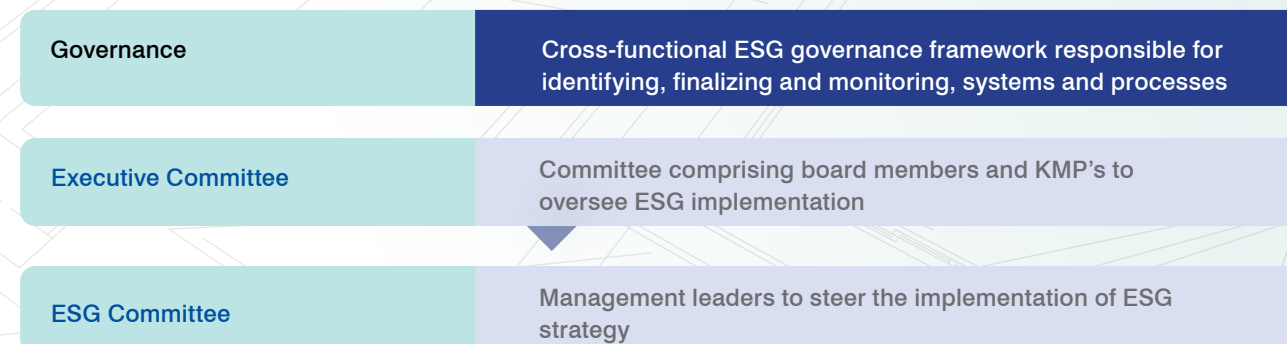 Governance
Cross-functional ESG governance framework responsible for
identifying, finalizing and monitoring, systems and processes
Executive Committee
Committee comprising board members and KMP's to
oversee ESG implementation
ESG Committee
Management leaders to steer the implementation of ESG
strategy